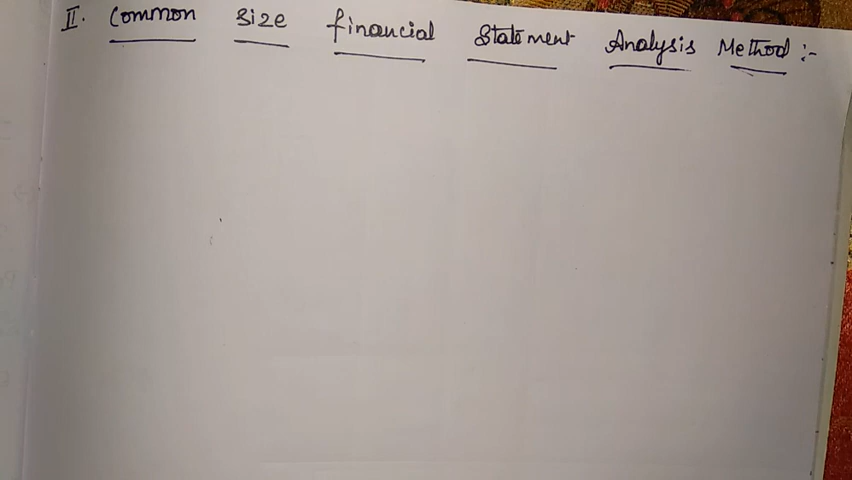 II. Common Size Financial Statement Analysis Method :-